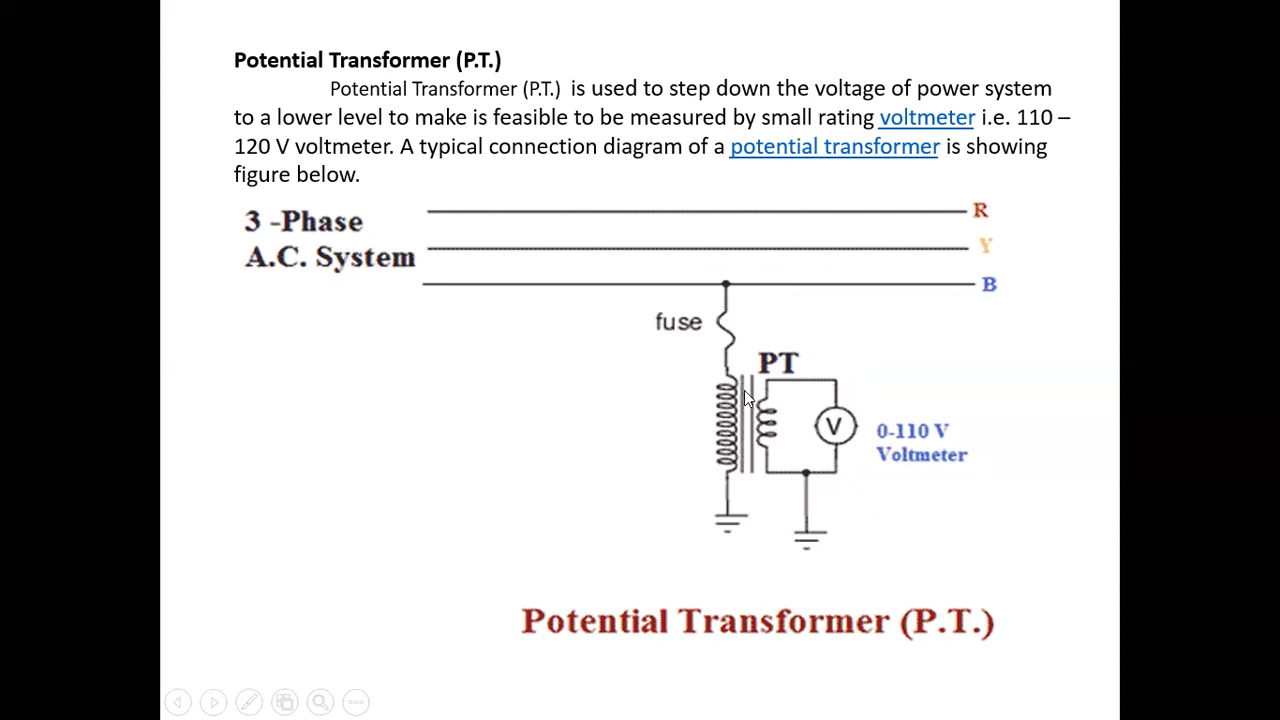 Potential Transformer (P.T.)
Potential Transformer (P.T.) is used to step down the voltage of power system
to a lower level to make is feasible to be measured by small rating voltmeter i.e. 110 –
120 V voltmeter. A typical connection diagram of a potential transformer is showing
figure below.
3 -Phase
A.C. System
R
Y
B
fuse
PT
V
0-110 V
Voltmeter
Potential Transformer (P.T.)